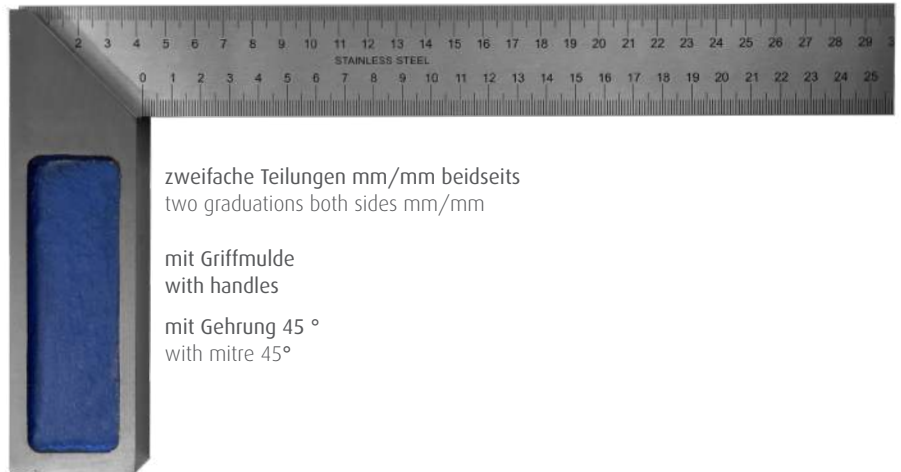 2 3 4 5 6 7 8 9 10 11 12 13 14 15 16 17 18 19 20 21 22 23 24 25 26 27 28 29
STAINLESS STEEL
0 1 2 3 4 5 6 7 8 9 10 11 12 13 14 15 16 17 18 19 20 21 22 23 24 25
zweifache Teilungen mm/mm beidseits
two graduations both sides mm/mm
mit Griffmulde
with handles
mit Gehrung 45 °
with mitre 45°